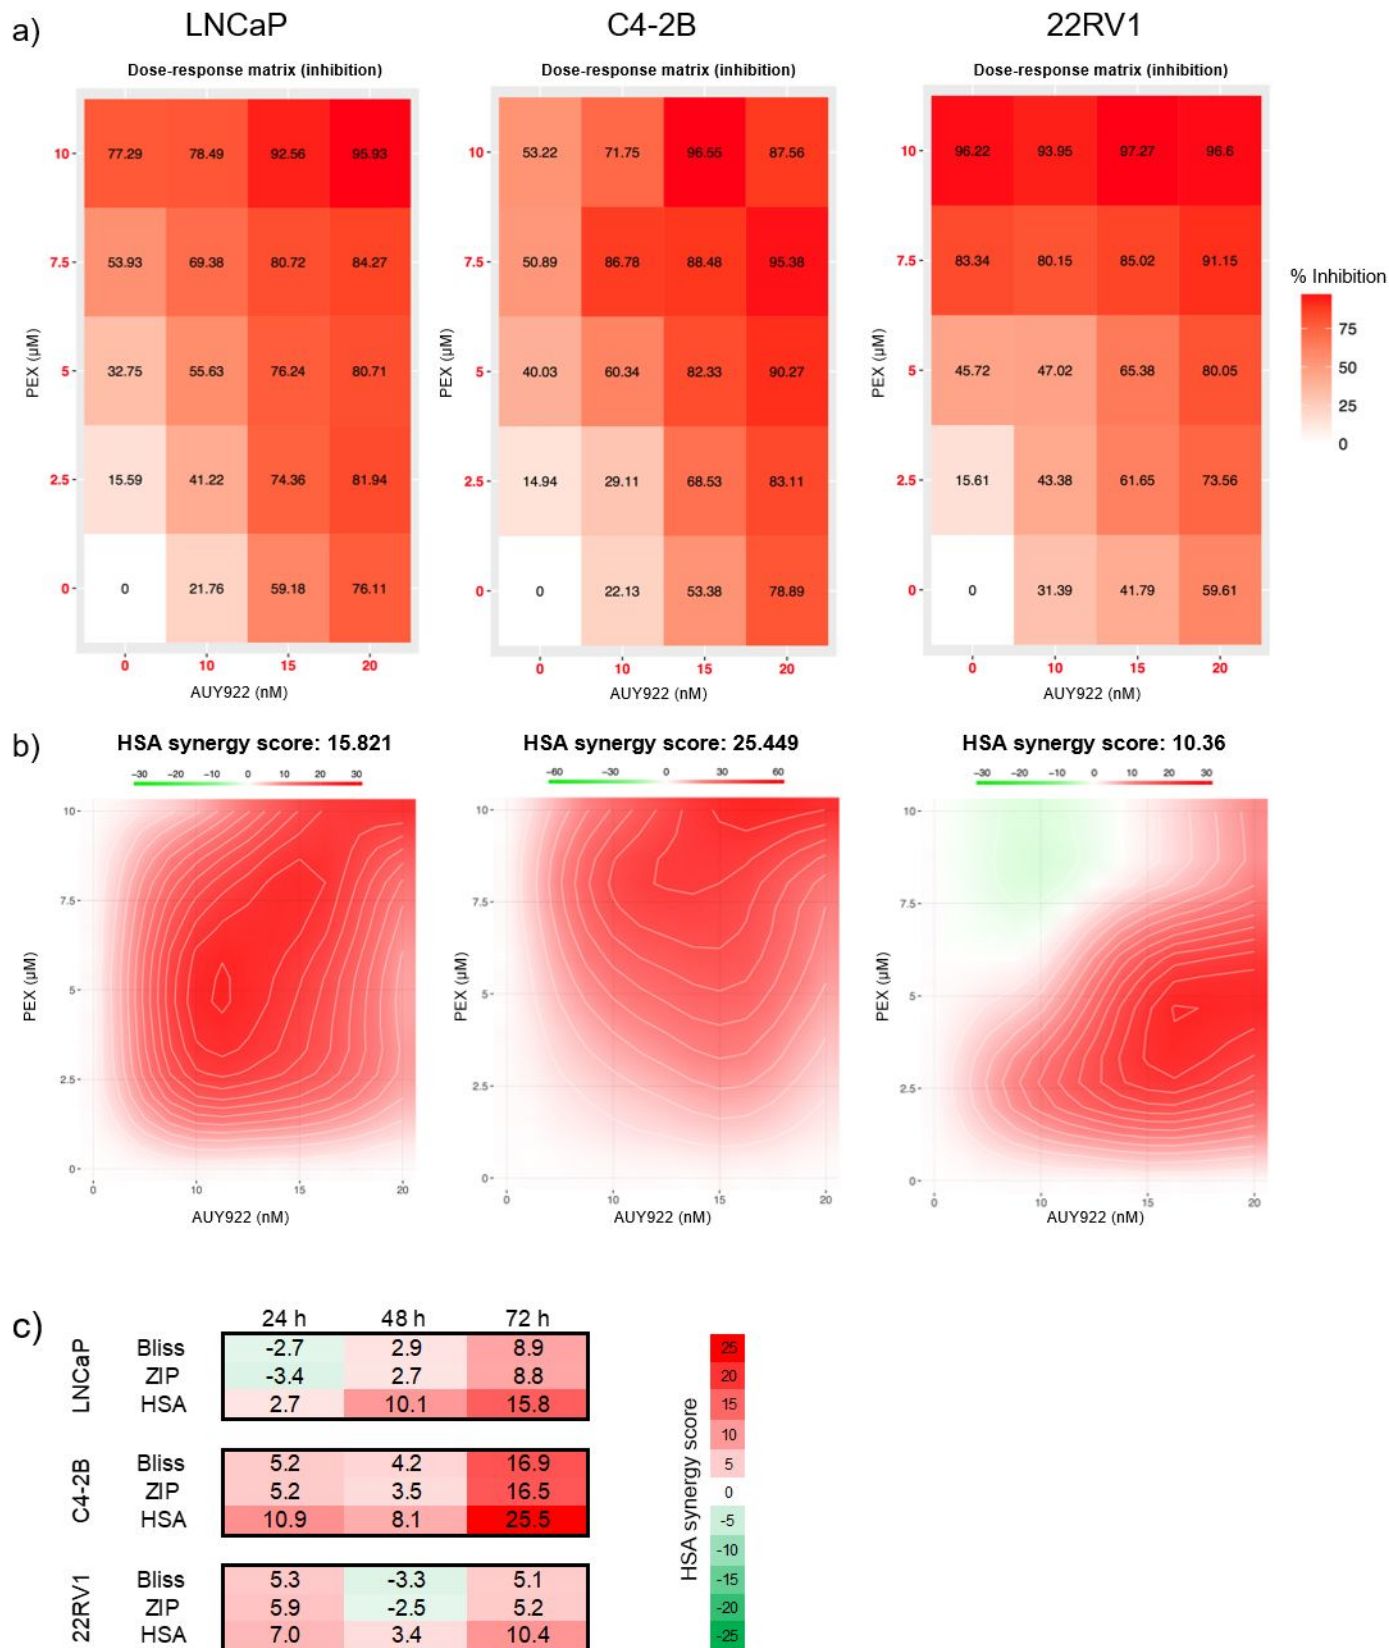 a)
LNCaP
C4-2B
22RV1
Dose-response matrix (inhibition)
Dose-response matrix (inhibition)
Dose-response matrix (inhibition)
10
77.29 78.49 92.56 95.93
7.5
53.93 69.38 80.72 84.27
5
32.75 55.63 76.24 80.71
2.5
15.59 41.22 74.36 81.94
0
0 21.76 59.18 76.11
0 10 15 20
PEX (µM)
AUY922 (nM)
10
53.22 71.75 96.55 87.56
7.5
50.89 86.78 88.48 95.38
5
40.03 60.34 82.33 90.27
2.5
14.94 29.11 68.53 83.11
0
0 22.13 53.38 78.89
0 10 15 20
PEX (µM)
AUY922 (nM)
10
96.22 93.95 97.27 96.6
7.5
83.34 80.15 85.02 91.15
5
45.72 47.02 65.38 80.05
2.5
15.61 43.38 61.65 73.56
0
0 31.39 41.79 59.61
0 10 15 20
PEX (µM)
AUY922 (nM)
% Inhibition
75
50
25
0
b)
HSA synergy score: 15.821
-30 -20 -10 0 10 20 30
10
7.5
5
2.5
0
0 10 15 20
PEX (µM)
AUY922 (nM)
HSA synergy score: 25.449
-60 -30 0 30 60
10
7.5
5
2.5
0
0 10 15 20
PEX (µM)
AUY922 (nM)
HSA synergy score: 10.36
-30 -20 -10 0 10 20 30
10
7.5
5
2.5
0
0 10 15 20
PEX (µM)
AUY922 (nM)
c)
24 h 48 h 72 h
LNCaP
Bliss -2.7 2.9 8.9
ZIP -3.4 2.7 8.8
HSA 2.7 10.1 15.8
C4-2B
Bliss 5.2 4.2 16.9
ZIP 5.2 3.5 16.5
HSA 10.9 8.1 25.5
22RV1
Bliss 5.3 -3.3 5.1
ZIP 5.9 -2.5 5.2
HSA 7.0 3.4 10.4
HSA synergy score
25
20
15
10
5
0
-5
-10
-15
-20
-25